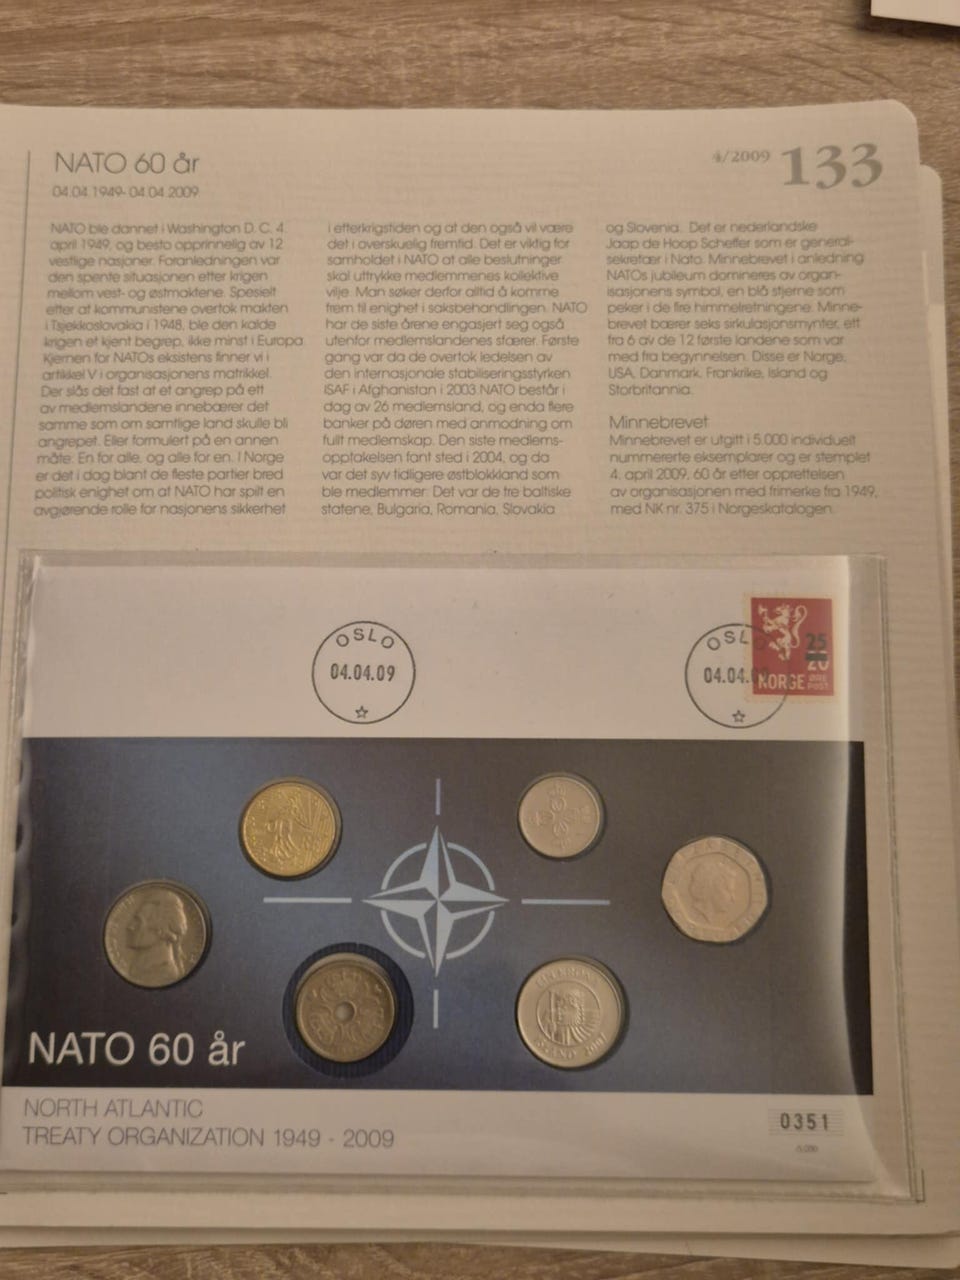 NATO 60 år
04.04.1949-04.04.2009
4/2009 133
NATO ble dannet i Washington D. C. 4.
april 1949, og besto opprinnelig av 12
vestlige nasjoner. Foranledningen var
den spente situasjonen etter krigen
mellom vest- og østmaktene. Spesielt
etter at kommunistene overtok makten
i Tsjekkoslovakia i 1948, ble den kalde
krigen et kjent begrep, ikke minst i Europa.
Kjernen for NATOs eksistens finner vi i
artikkel V i organisasjonens matrikkel.
Der slås det fast at et angrep på ett
av medlemslandene innebærer det
samme som om samtlige land skulle bli
angrepet. Eller formulert på en annen
måte: En for alle, og alle for en. I Norge
er det i dag blant de fleste partier bred
politisk enighet om at NATO har spilt en
avgjørende rolle for nasjonens sikkerhet
i etterkrigstiden og at den også vil være
det i overskuelig fremtid. Det er viktig for
samholdet i NATO at alle beslutninger
skal uttrykke medlemmenes kollektive
vilje. Man søker derfor alltid å komme
frem til enighet i saksbehandlingen. NATO
har de siste årene engasjert seg også
utenfor medlemslandenes sfærer. Første
gang var da de overtok ledelsen av
den internasjonale stabiliseringsstyrken
ISAF i Afghanistan i 2003.NATO består i
dag av 26 medlemsland, og enda flere
banker på døren med anmodning om
fullt medlemskap. Den siste medlems-
opptakelsen fant sted i 2004, og da
var det syv tidligere østblokkland som
ble medlemmer: Det var de tre baltiske
statene, Bulgaria, Romania, Slovakia
og Slovenia. Det er nederlandske
Jaap de Hoop Scheffer som er general-
sekretær i Nato. Minnebrevet i anledning
NATOs jubileum domineres av organ-
isasjonens symbol, en blå stjerne som
peker i de fire himmelretningene. Minne-
brevet bærer seks sirkulasjonsmynter, ett
fra 6 av de 12 første landene som var
med fra begynnelsen. Disse er Norge,
USA, Danmark, Frankrike, Island og
Storbritannia.
Minnebrevet
Minnebrevet er utgitt i 5.000 individuelt
nummererte eksemplarer og er stemplet
4. april 2009, 60 år etter opprettelsen
av organisasjonen med frimerke fra 1949,
med NK nr. 375 i Norgeskatalogen.
OSLO
04.04.09
OSL
04.04.0
25
20
NORGE ØRE
POST
EIN KRÓNA
ÍSLAND
NATO 60 år
NORTH ATLANTIC
TREATY ORGANIZATION 1949 - 2009
0351